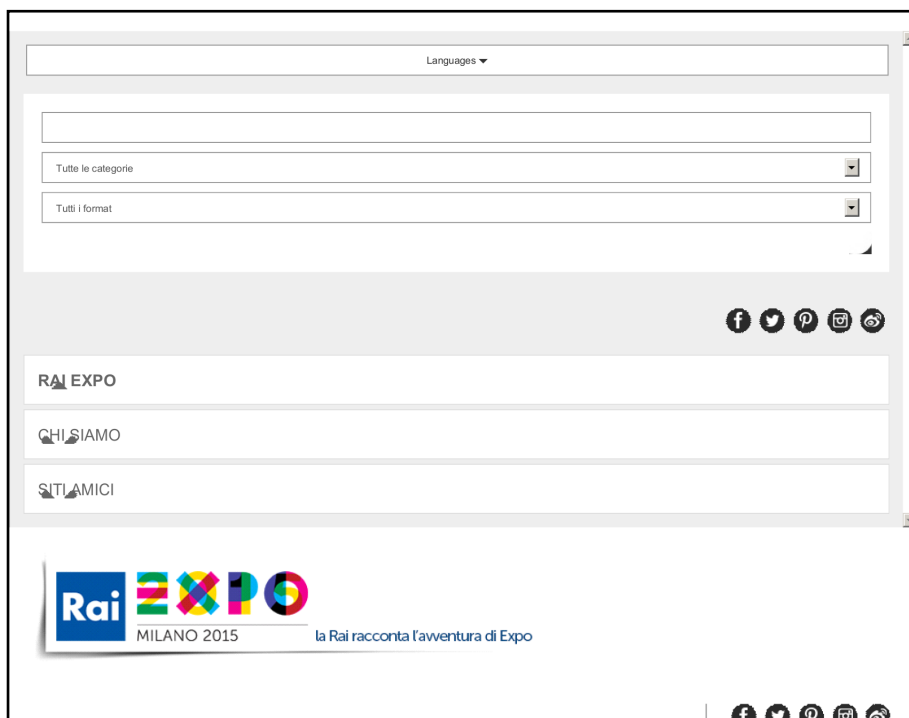 Languages
Tutte le categorie
Tutti i format
RAI EXPO
CHI SIAMO
SITI AMICI
Rai EXPO
MILANO 2015
la Rai racconta l'avventura di Expo